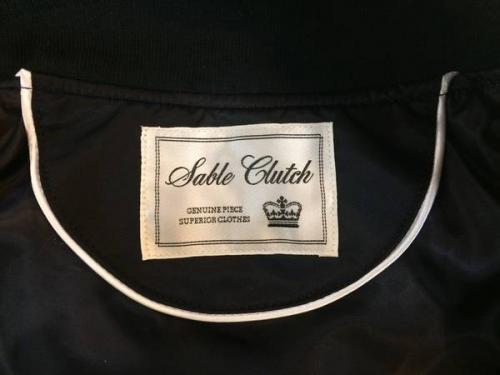 Sable Clutch
GENUINE PIECE
SUPERIOR CLOTHES